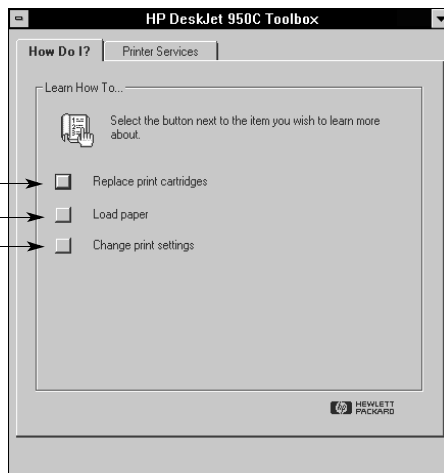 HP DeskJet 950C Toolbox
How Do I?
Printer Services
Learn How To...
Select the button next to the item you wish to learn more
about.
Replace print cartridges
Load paper
Change print settings
hp
HEWLETT
PACKARD